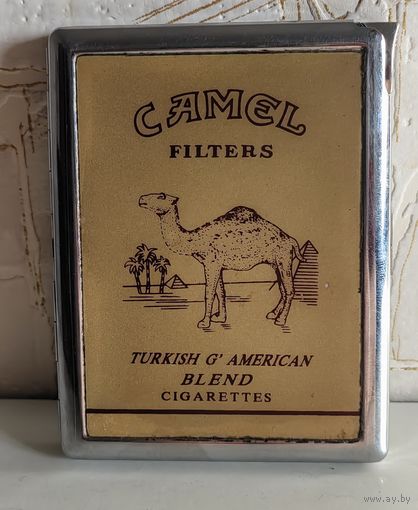 CAMEL
FILTERS
TURKISH G' AMERICAN
BLEND
CIGARETTES
www.ay.by